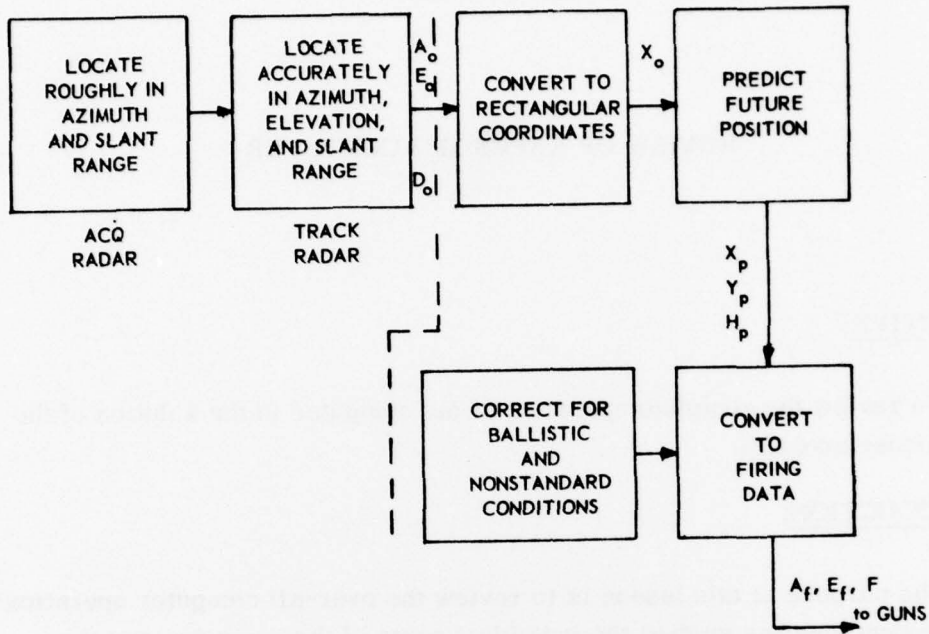 LOCATE
ROUGHLY IN
AZIMUTH
AND SLANT
RANGE
ACQ
RADAR
LOCATE
ACCURATELY
IN AZIMUTH,
ELEVATION,
AND SLANT
RANGE
TRACK
RADAR
Ao
Eo
Do
CONVERT TO
RECTANGULAR
COORDINATES
Xo
PREDICT
FUTURE
POSITION
Xp
Yp
Hp
CORRECT FOR
BALLISTIC
AND
NONSTANDARD
CONDITIONS
CONVERT
TO
FIRING
DATA
Af, Ef, F
to GUNS